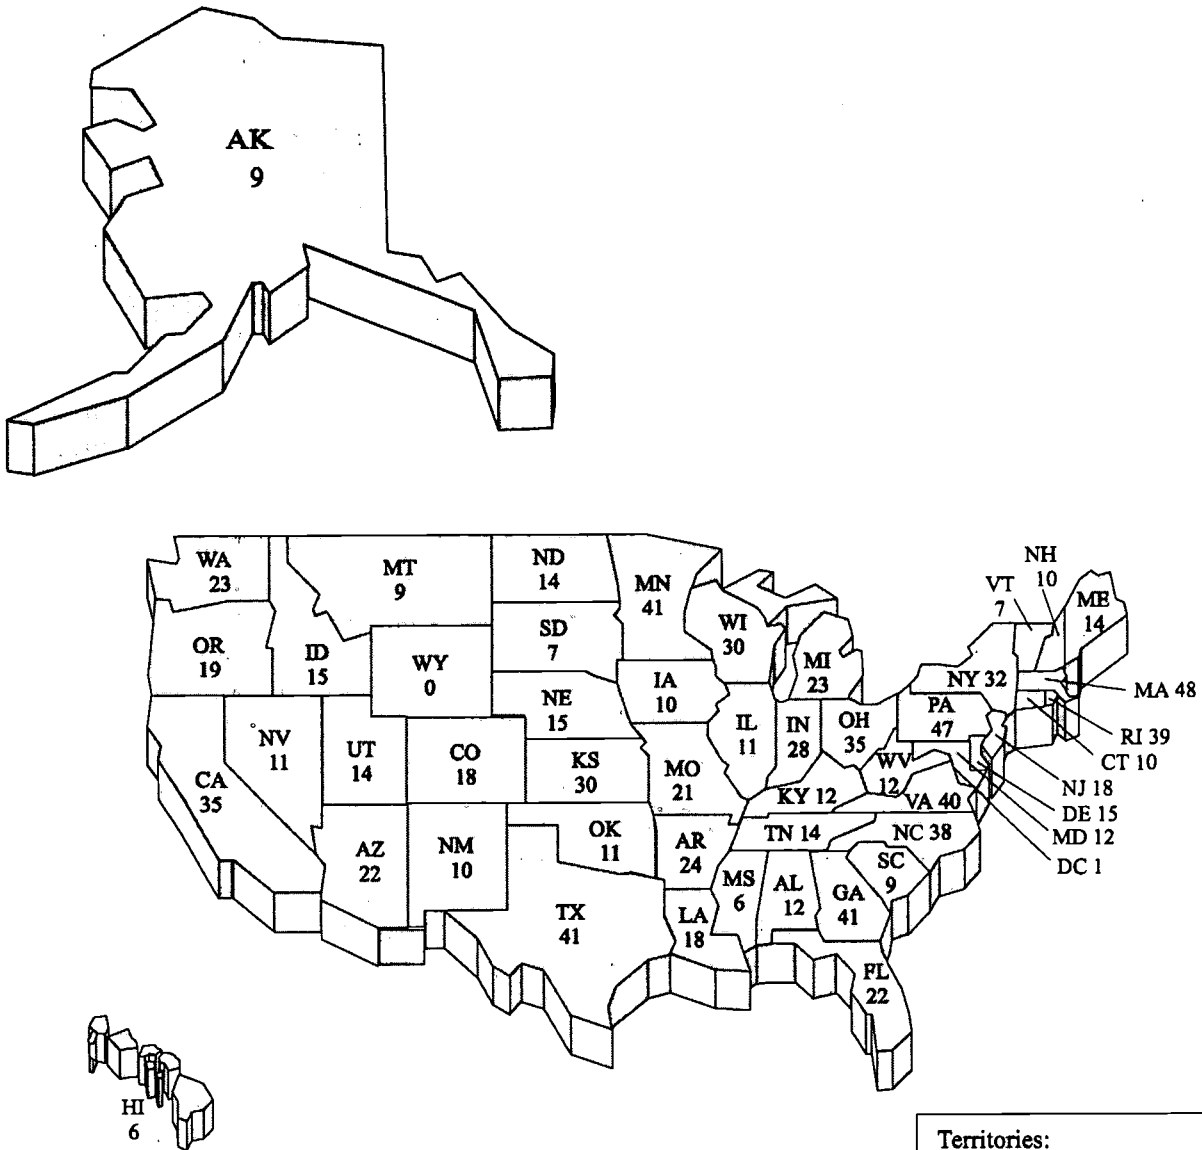 AK
9
WA
23
MT
9
ND
14
MN
41
NH
10
VT
7
ME
14
OR
19
ID
15
WY
0
SD
7
WI
30
MI
23
NY 32
MA 48
NE
15
IA
10
PA
47
RI 39
NV
11
UT
14
CO
18
KS
30
IL
11
IN
28
OH
35
CT 10
CA
35
MO
21
WV
12
NJ 18
KY 12
VA 40
DE 15
AZ
22
NM
10
OK
11
AR
24
TN 14
NC 38
MD 12
SC
9
DC 1
MS
6
AL
12
GA
41
TX
41
LA
18
FL
22
HI
6
Territories: